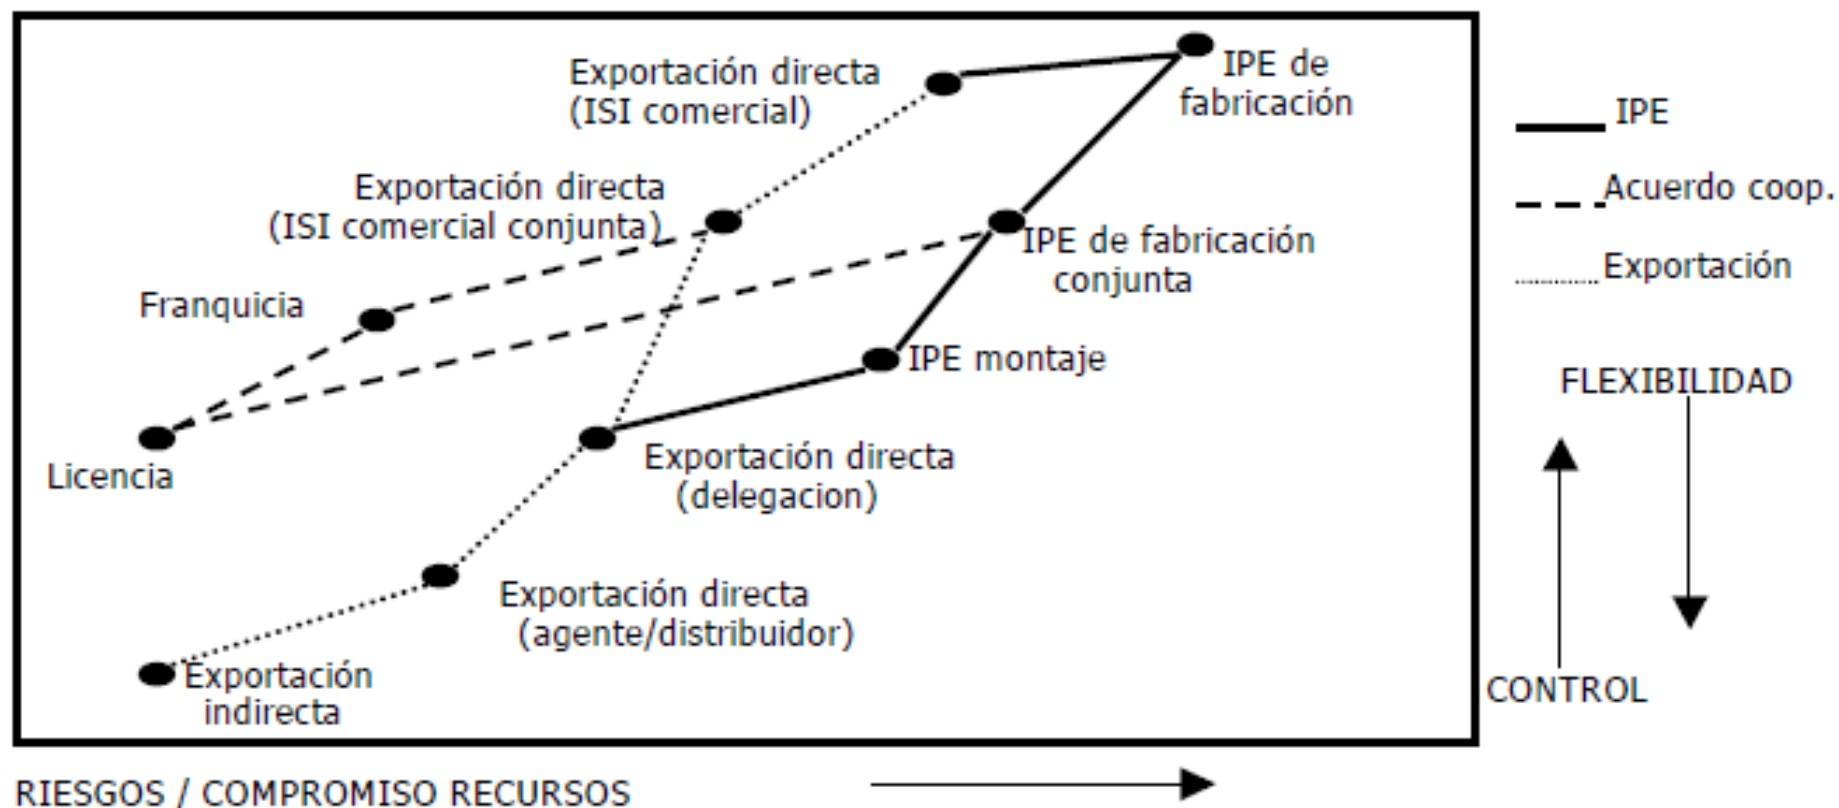 Exportación directa
(ISI comercial)
IPE de
fabricación
Exportación directa
(ISI comercial conjunta)
IPE de fabricación
conjunta
Franquicia
IPE montaje
Licencia
Exportación directa
(delegacion)
Exportación directa
(agente/distribuidor)
Exportación
indirecta
IPE
Acuerdo coop.
Exportación
FLEXIBILIDAD
CONTROL
RIESGOS / COMPROMISO RECURSOS